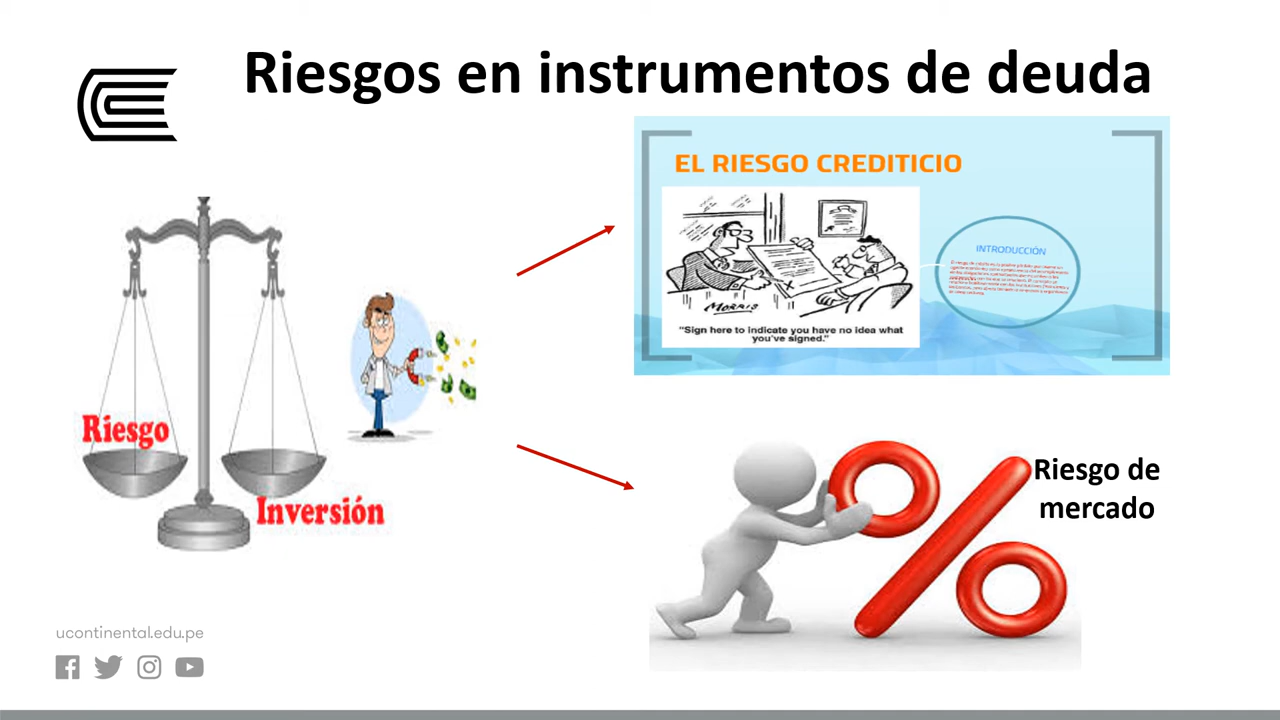 Riesgos en instrumentos de deuda
EL RIESGO CREDITICIO
MORRIS
"Sign here to indicate you have no idea what
you've signed."
INTRODUCCIÓN
Riesgo
Inversión
Riesgo de
mercado
ucontinental.edu.pe